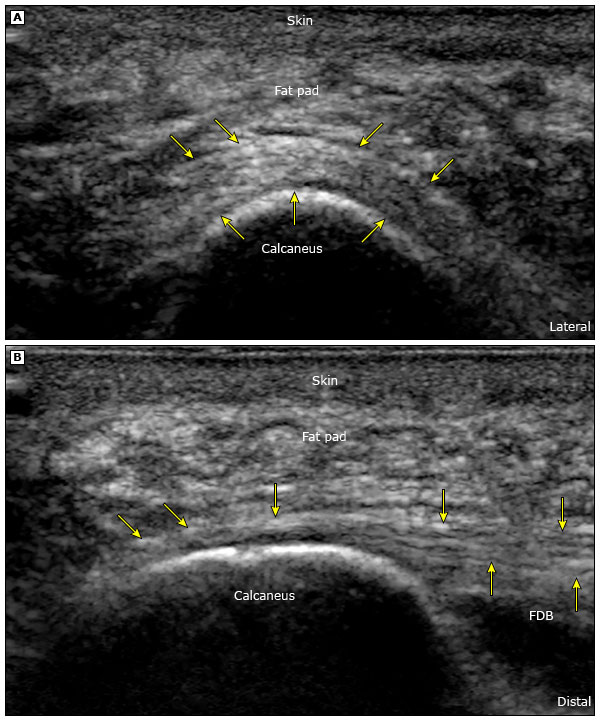 A
Skin
Fat pad
Calcaneus
Lateral
B
Skin
Fat pad
Calcaneus
FDB
Distal